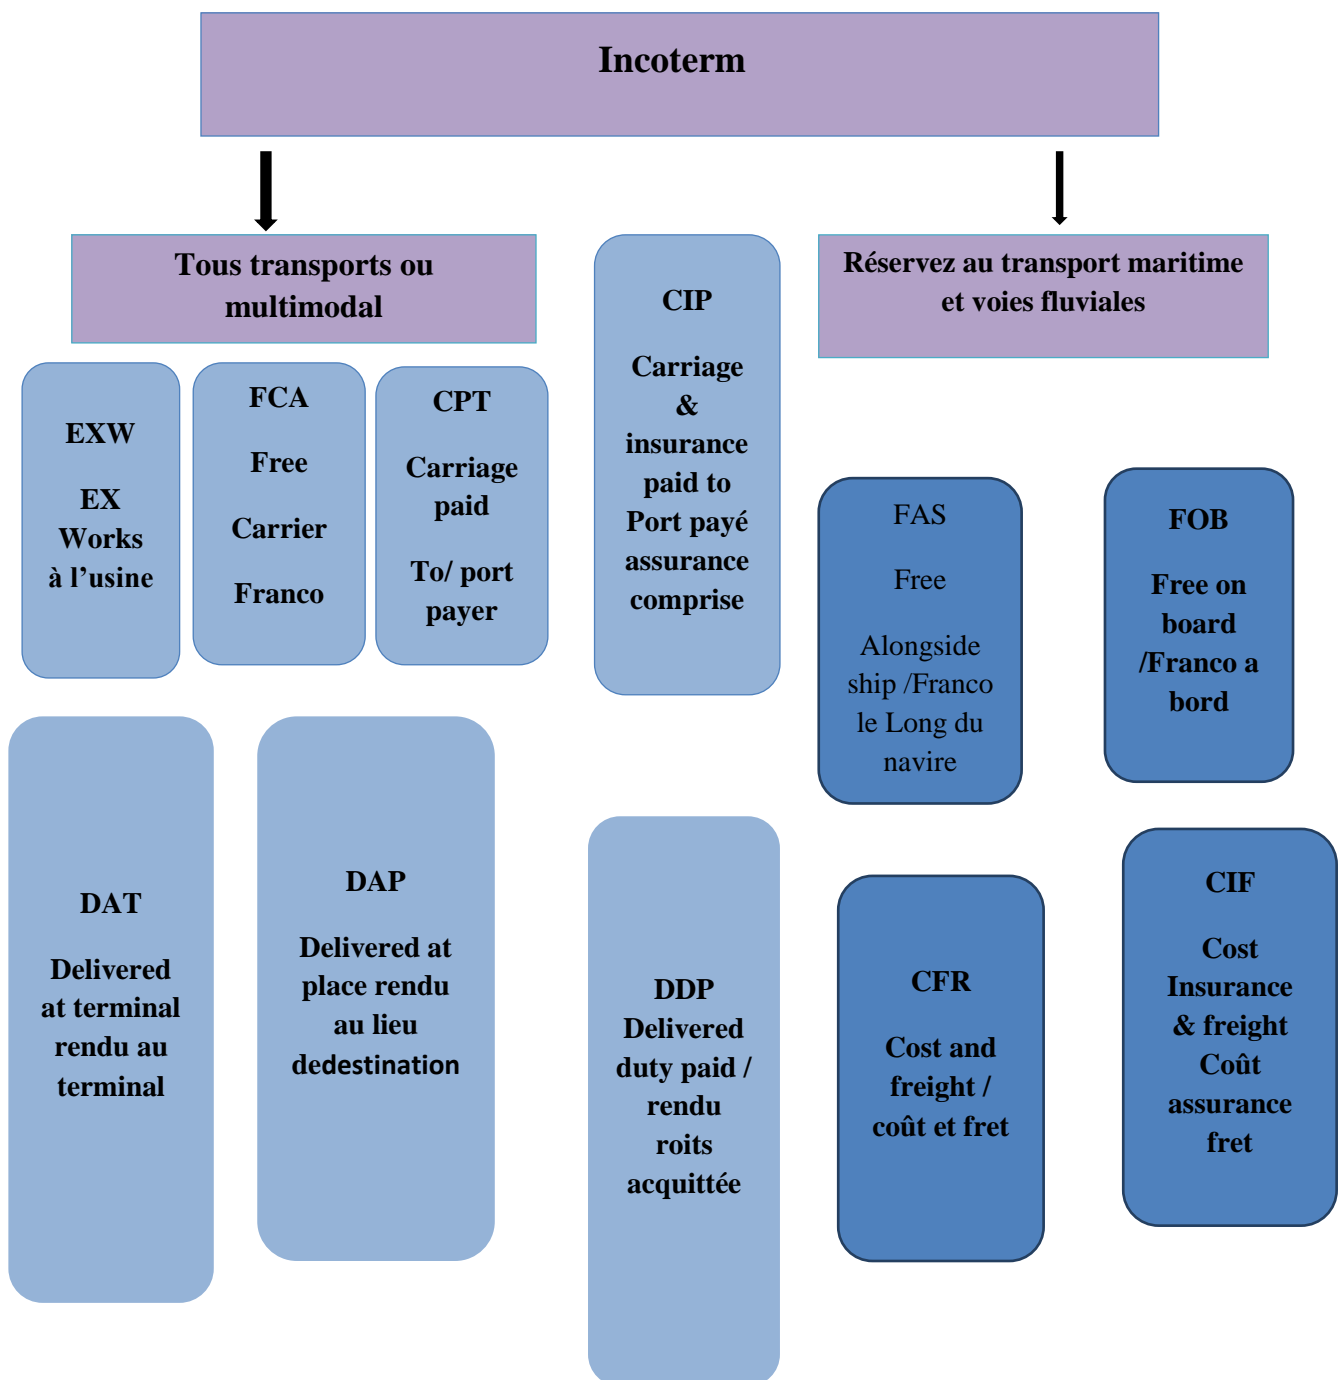 Incoterm
Tous transports ou
multimodal
Réservez au transport maritime
et voies fluviales
EXW
EX
Works
à l’usine
FCA
Free
Carrier
Franco
CPT
Carriage
paid
To/ port
payer
CIP
Carriage
&
insurance
paid to
Port payé
assurance
comprise
FAS
Free
Alongside
ship /Franco
le Long du
navire
FOB
Free on
board
/Franco a
bord
DAT
Delivered
at terminal
rendu au
terminal
DAP
Delivered at
place rendu
au lieu
dedestination
DDP
Delivered
duty paid /
rendu
roits
acquittée
CFR
Cost and
freight /
coût et fret
CIF
Cost
Insurance
& freight
Coût
assurance
fret